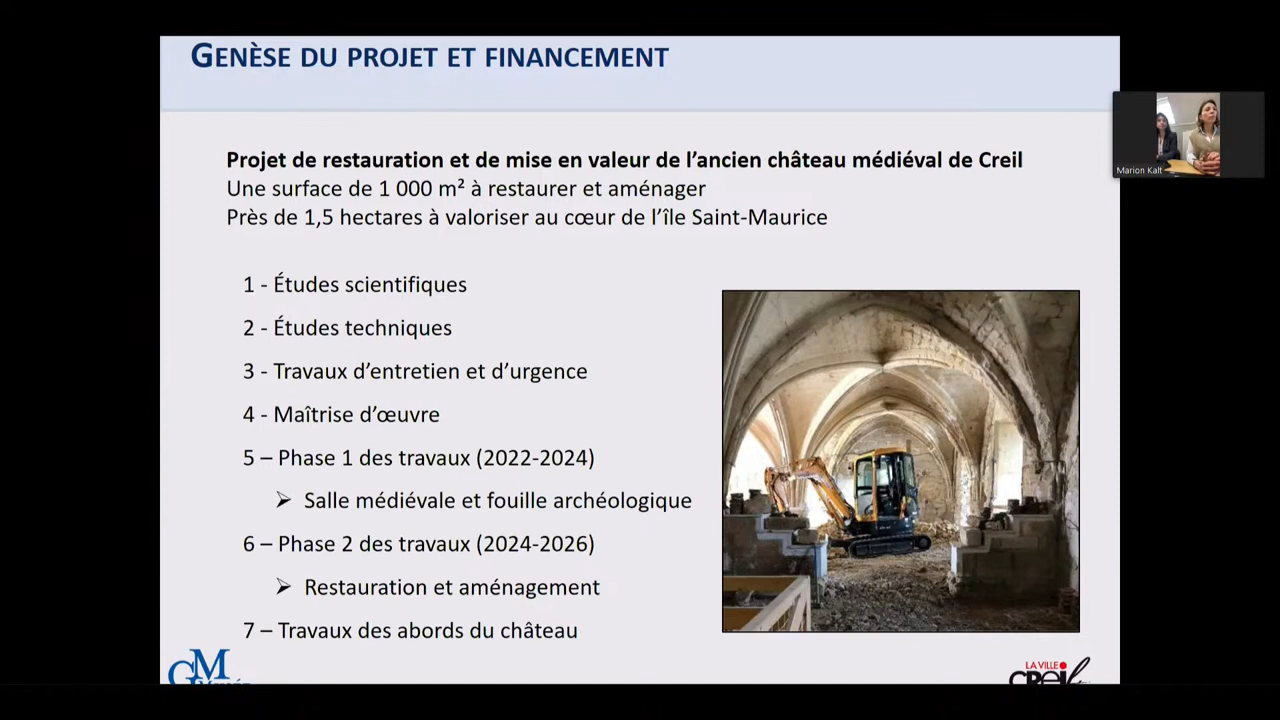 GENÈSE DU PROJET ET FINANCEMENT
Projet de restauration et de mise en valeur de l’ancien château médiéval de Creil
Une surface de 1 000 m² à restaurer et aménager
Près de 1,5 hectares à valoriser au cœur de l’île Saint-Maurice
1 - Études scientifiques
2 - Études techniques
3 - Travaux d’entretien et d’urgence
4 - Maîtrise d’œuvre
5 – Phase 1 des travaux (2022-2024)
➢ Salle médiévale et fouille archéologique
6 – Phase 2 des travaux (2024-2026)
➢ Restauration et aménagement
7 – Travaux des abords du château
Marion Kalt
GM
LA VILLE
CREIL